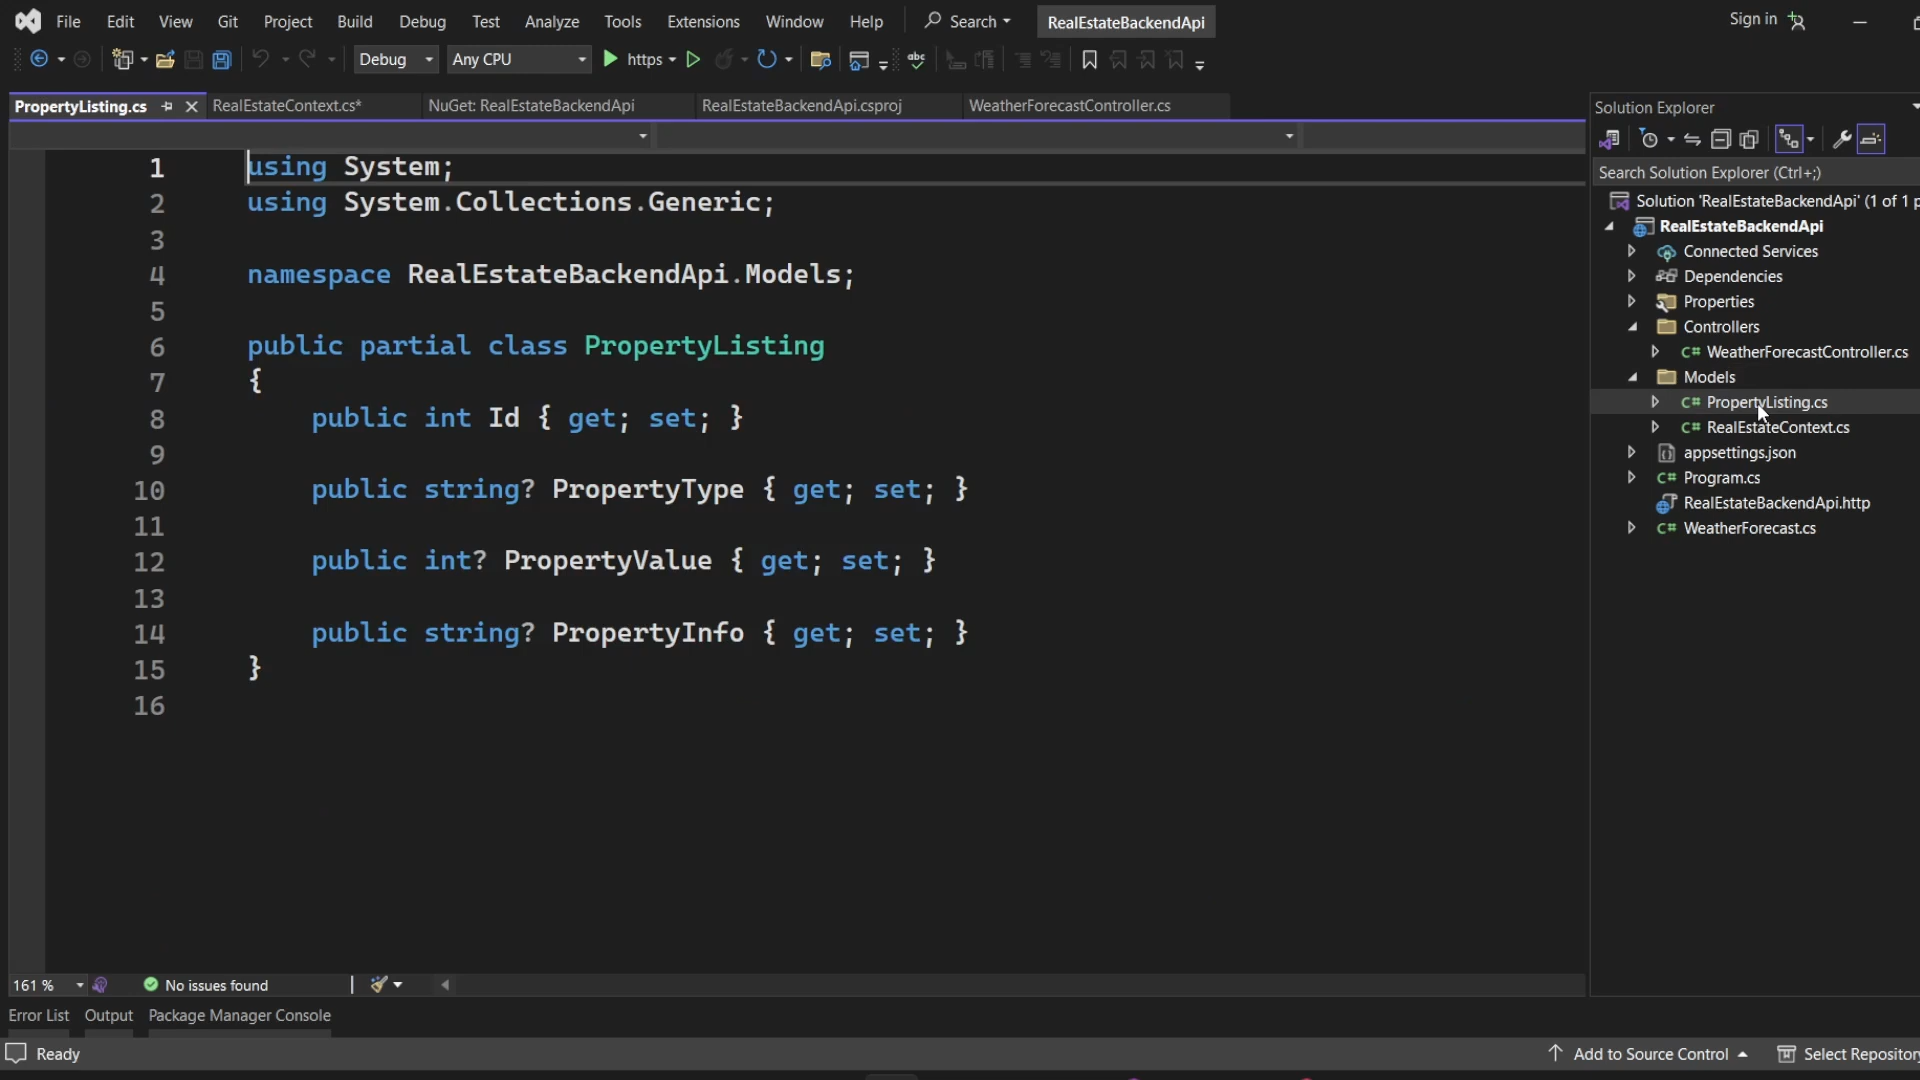 File Edit View Git Project Build Debug Test Analyze Tools Extensions Window Help Search RealEstateBackendApi Sign in
Debug Any CPU https abc
PropertyListing.cs RealEstateContext.cs* NuGet: RealEstateBackendApi RealEstateBackendApi.csproj WeatherForecastController.cs
1 using System;
2 using System.Collections.Generic;
3
4 namespace RealEstateBackendApi.Models;
5
6 public partial class PropertyListing
7 {
8 public int Id { get; set; }
9
10 public string? PropertyType { get; set; }
11
12 public int? PropertyValue { get; set; }
13
14 public string? PropertyInfo { get; set; }
15 }
16
Solution Explorer
Search Solution Explorer (Ctrl+;)
Solution 'RealEstateBackendApi' (1 of 1 p
RealEstateBackendApi
Connected Services
Dependencies
Properties
Controllers
C# WeatherForecastController.cs
Models
C# PropertyListing.cs
C# RealEstateContext.cs
appsettings.json
C# Program.cs
RealEstateBackendApi.http
C# WeatherForecast.cs
161 % No issues found
Error List Output Package Manager Console
Ready Add to Source Control Select Repository